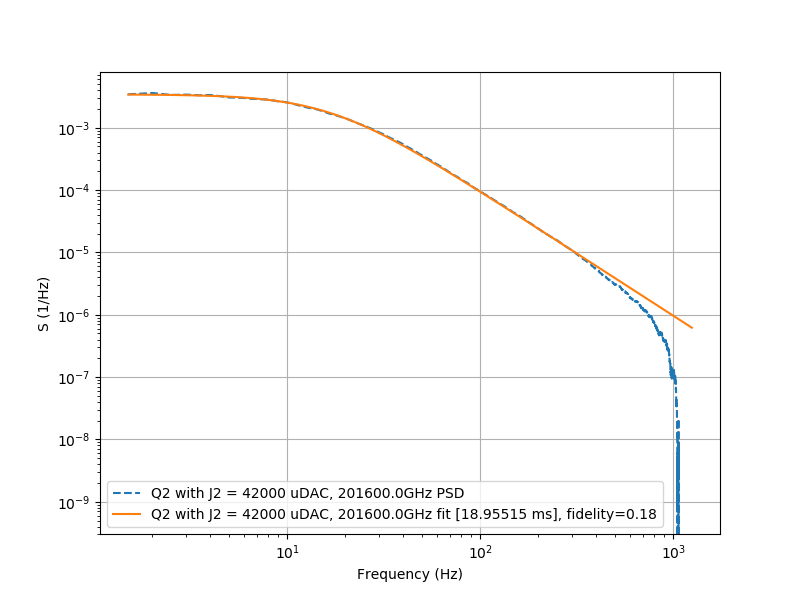 S (1/Hz)
10⁻³
10⁻⁴
10⁻⁵
10⁻⁶
10⁻⁷
10⁻⁸
10⁻⁹
Q2 with J2 = 42000 uDAC, 201600.0GHz PSD
Q2 with J2 = 42000 uDAC, 201600.0GHz fit [18.95515 ms], fidelity=0.18
10¹
10²
10³
Frequency (Hz)